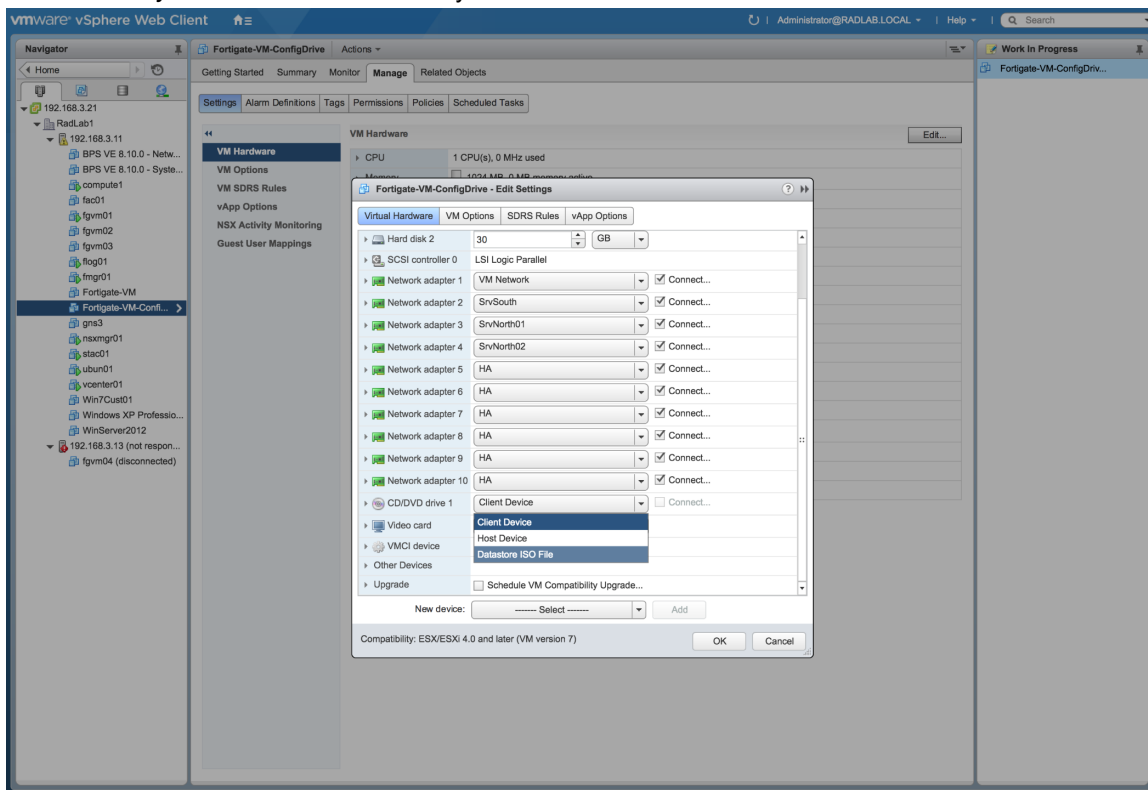 vmware® vSphere Web Client
Administrator@RADLAB.LOCAL | Help | Search
Navigator
Home
192.168.3.21
RadLab1
192.168.3.11
BPS VE 8.10.0 - Netw...
BPS VE 8.10.0 - Syste...
compute1
fac01
fgvm01
fgvm02
fgvm03
flog01
fmgr01
Fortigate-VM
Fortigate-VM-Confi...
gns3
nsxmgr01
stac01
ubun01
vcenter01
Win7Cust01
Windows XP Professio...
WinServer2012
192.168.3.13 (not respon...
fgvm04 (disconnected)
Fortigate-VM-ConfigDrive Actions
Getting Started Summary Monitor Manage Related Objects
Settings Alarm Definitions Tags Permissions Policies Scheduled Tasks
VM Hardware
VM Options
VM SDRS Rules
vApp Options
NSX Activity Monitoring
Guest User Mappings
VM Hardware Edit...
CPU 1 CPU(s), 0 MHz used
Memory 1024 MB, 0 MB memory active
Fortigate-VM-ConfigDrive - Edit Settings
Virtual Hardware VM Options SDRS Rules vApp Options
Hard disk 2 30 GB
SCSI controller 0 LSI Logic Parallel
Network adapter 1 VM Network Connect...
Network adapter 2 SrvSouth Connect...
Network adapter 3 SrvNorth01 Connect...
Network adapter 4 SrvNorth02 Connect...
Network adapter 5 HA Connect...
Network adapter 6 HA Connect...
Network adapter 7 HA Connect...
Network adapter 8 HA Connect...
Network adapter 9 HA Connect...
Network adapter 10 HA Connect...
CD/DVD drive 1 Client Device Connect...
Video card Client Device
Host Device
VMCI device Datastore ISO File
Other Devices
Upgrade Schedule VM Compatibility Upgrade...
New device: ------- Select ------- Add
Compatibility: ESX/ESXi 4.0 and later (VM version 7) OK Cancel
Work In Progress
Fortigate-VM-ConfigDriv...